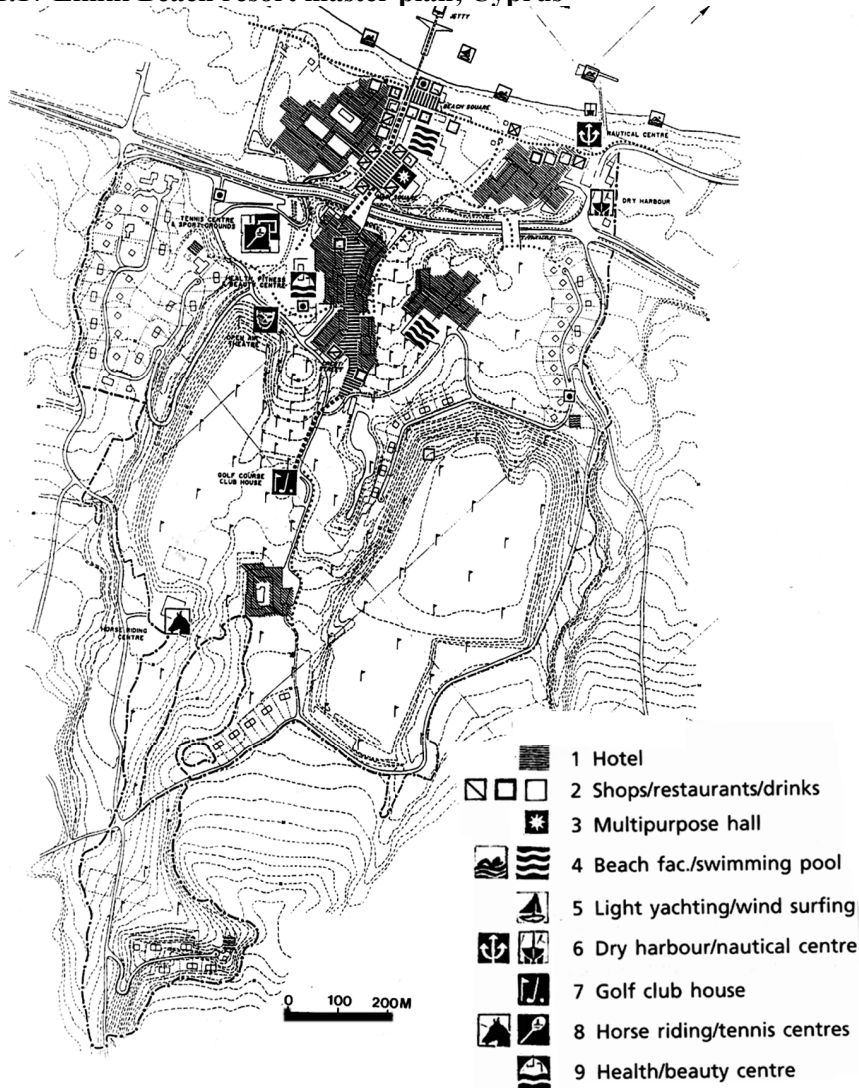 Beach resort master plan, Cyprus
JETTY
BEACH SQUARE
NAUTICAL CENTRE
DRY HARBOUR
TENNIS CENTRE
& SPORT GROUNDS
& BEAUTY CENTRE
OPEN AIR
THEATRE
GOLF COURSE
CLUB HOUSE
HORSE RIDING
CENTRE
0 100 200M
1 Hotel
2 Shops/restaurants/drinks
3 Multipurpose hall
4 Beach fac./swimming pool
5 Light yachting/wind surfing
6 Dry harbour/nautical centre
7 Golf club house
8 Horse riding/tennis centres
9 Health/beauty centre